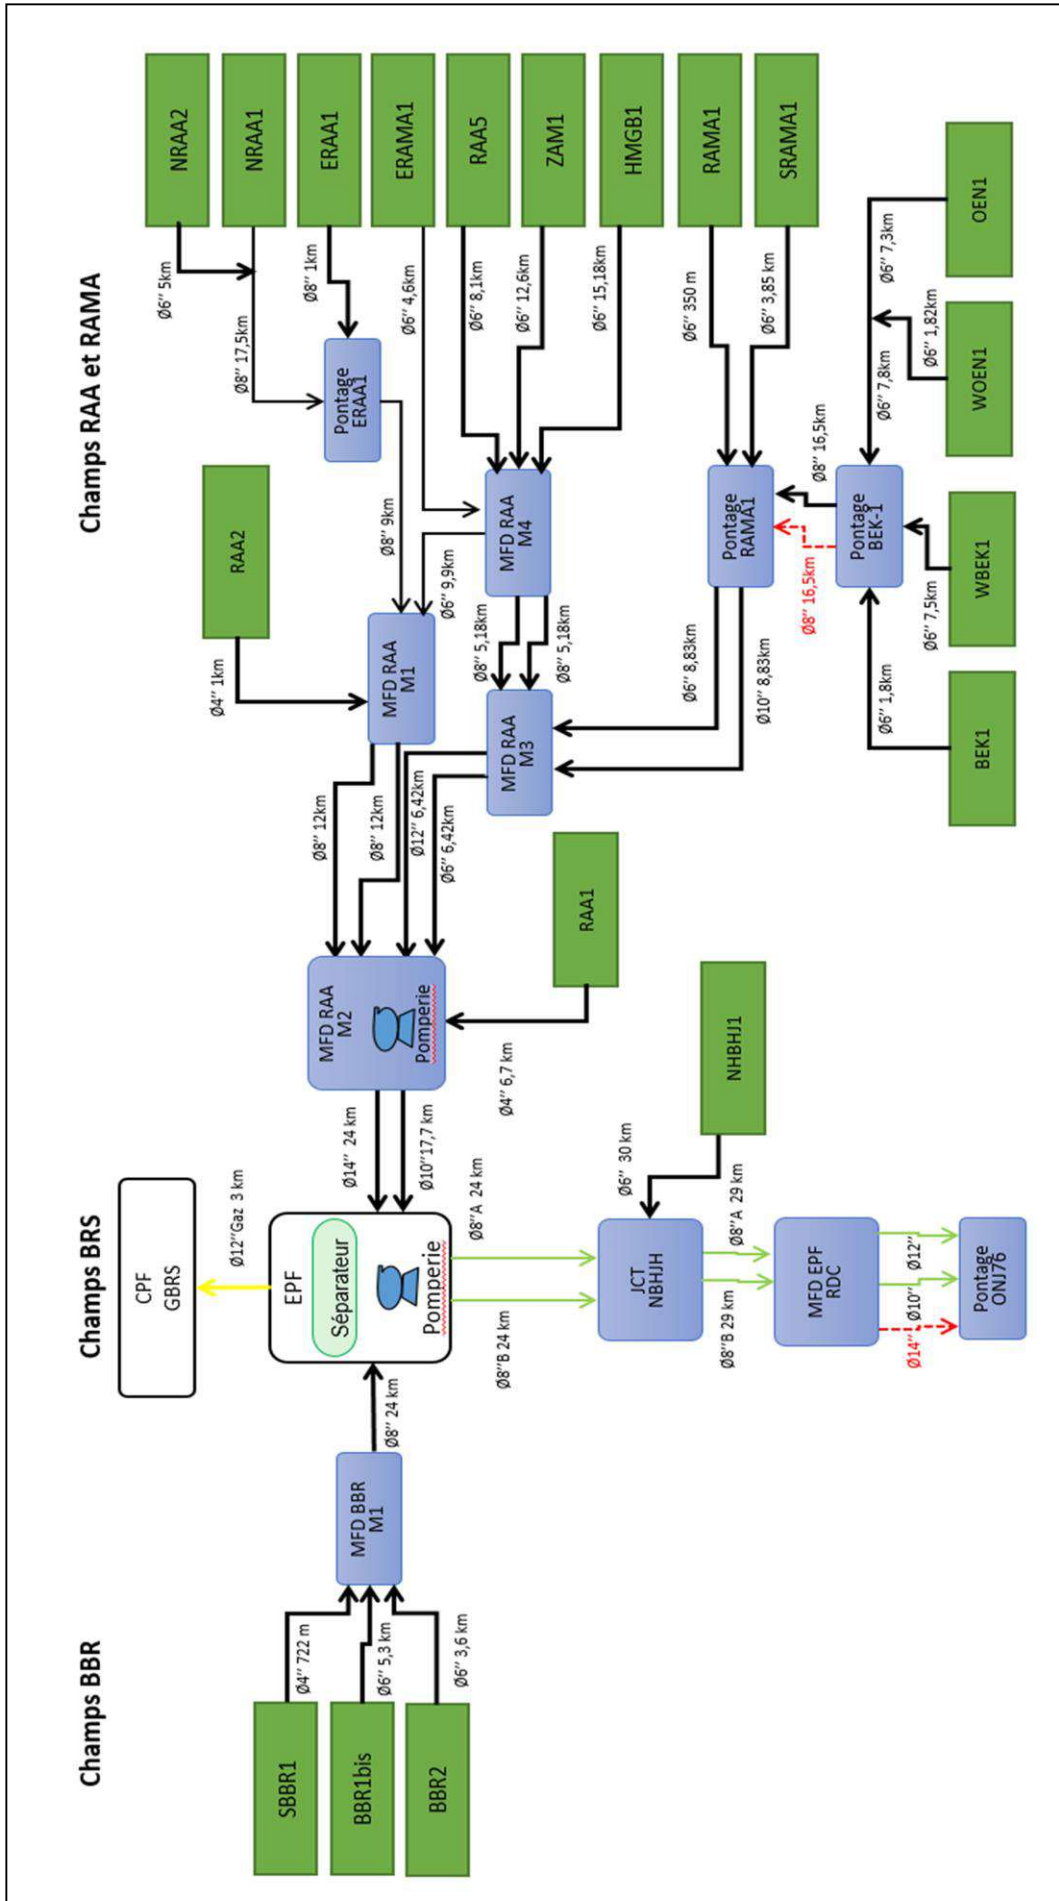 Champs BBR
Champs BRS
Champs RAA et RAMA
SBBR1
BBR1bis
BBR2
Ø4’’ 722 m
Ø6’’ 5,3 km
Ø6’’ 3,6 km
MFD BBR
M1
Ø8’’ 24 km
CPF
GBRS
Ø12’’Gaz 3 km
EPF
Séparateur
Pomperie
Ø14’’ 24 km
Ø10’’17,7 km
Ø8’’B 24 km
Ø8’’A 24 km
JCT
NBHJH
Ø6’’ 30 km
NHBHJ1
Ø8’’B 29 km
Ø8’’A 29 km
MFD EPF
RDC
Ø14’’
Ø10’’
Ø12’’
Pontage
ONJ76
MFD RAA
M2
Pomperie
Ø4’’ 6,7 km
RAA1
Ø8’’ 12km
Ø8’’ 12km
Ø12’’ 6,42km
Ø6’’ 6,42km
RAA2
Ø4’’ 1km
MFD RAA
M1
Ø8’’ 9km
Ø6’’ 9,9km
MFD RAA
M3
Ø8’’ 5,18km
Ø8’’ 5,18km
MFD RAA
M4
Pontage
ERAA1
Ø6’’ 5km
Ø8’’ 17,5km
Ø8’’ 1km
Ø6’’ 4,6km
Ø6’’ 8,1km
Ø6’’ 12,6km
Ø6’’ 15,18km
NRAA2
NRAA1
ERAA1
ERAMA1
RAA5
ZAM1
HMGB1
RAMA1
SRAMA1
Ø6’’ 350 m
Ø6’’ 3,85 km
Pontage
RAMA1
Ø6’’ 8,83km
Ø10’’ 8,83km
Ø8’’ 16,5km
Ø8’’ 16,5km
Pontage
BEK-1
Ø6’’ 1,8km
Ø6’’ 7,5km
Ø6’’ 7,8km
Ø6’’ 1,82km
Ø6’’ 7,3km
BEK1
WBEK1
WOEN1
OEN1